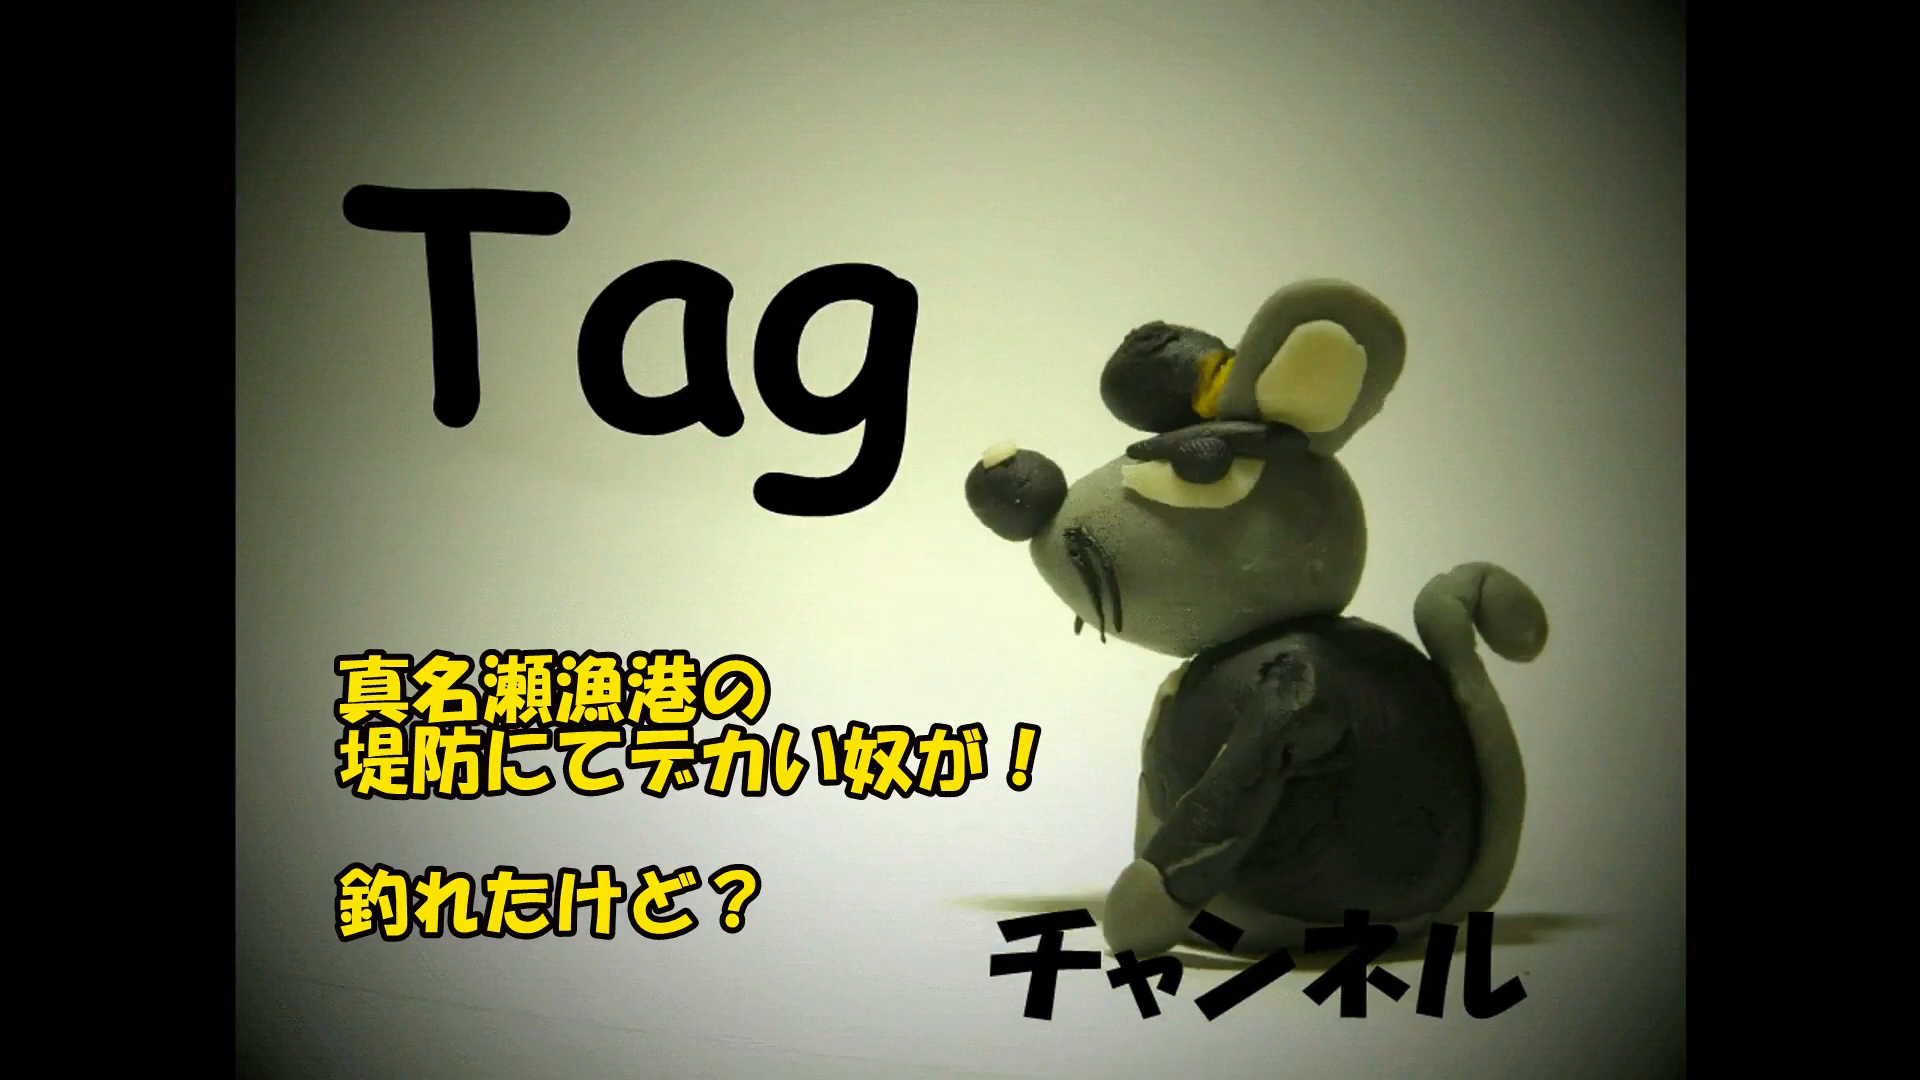 Tag
真名瀬漁港の
堤防にてデカい奴が！
釣れたけど？
チャンネル